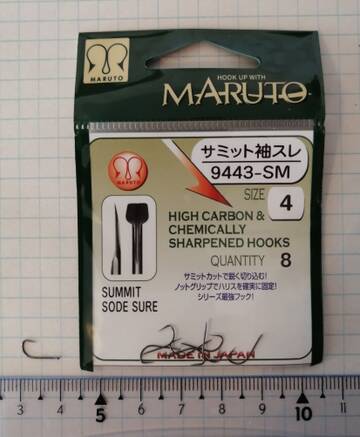 MARUTO
HOOK UP WITH
MARUTO
サミット袖スレ
9443-SM
MARUTO
SIZE 4
HIGH CARBON &
CHEMICALLY
SHARPENED HOOKS
QUANTITY 8
SUMMIT
SODE SURE
サミットカットで鋭く切り込む!
ノットグリップでハリスを確実に固定!
シリーズ最強フック!
MADE IN JAPAN
3 4 5 6 7 8 9 10 11